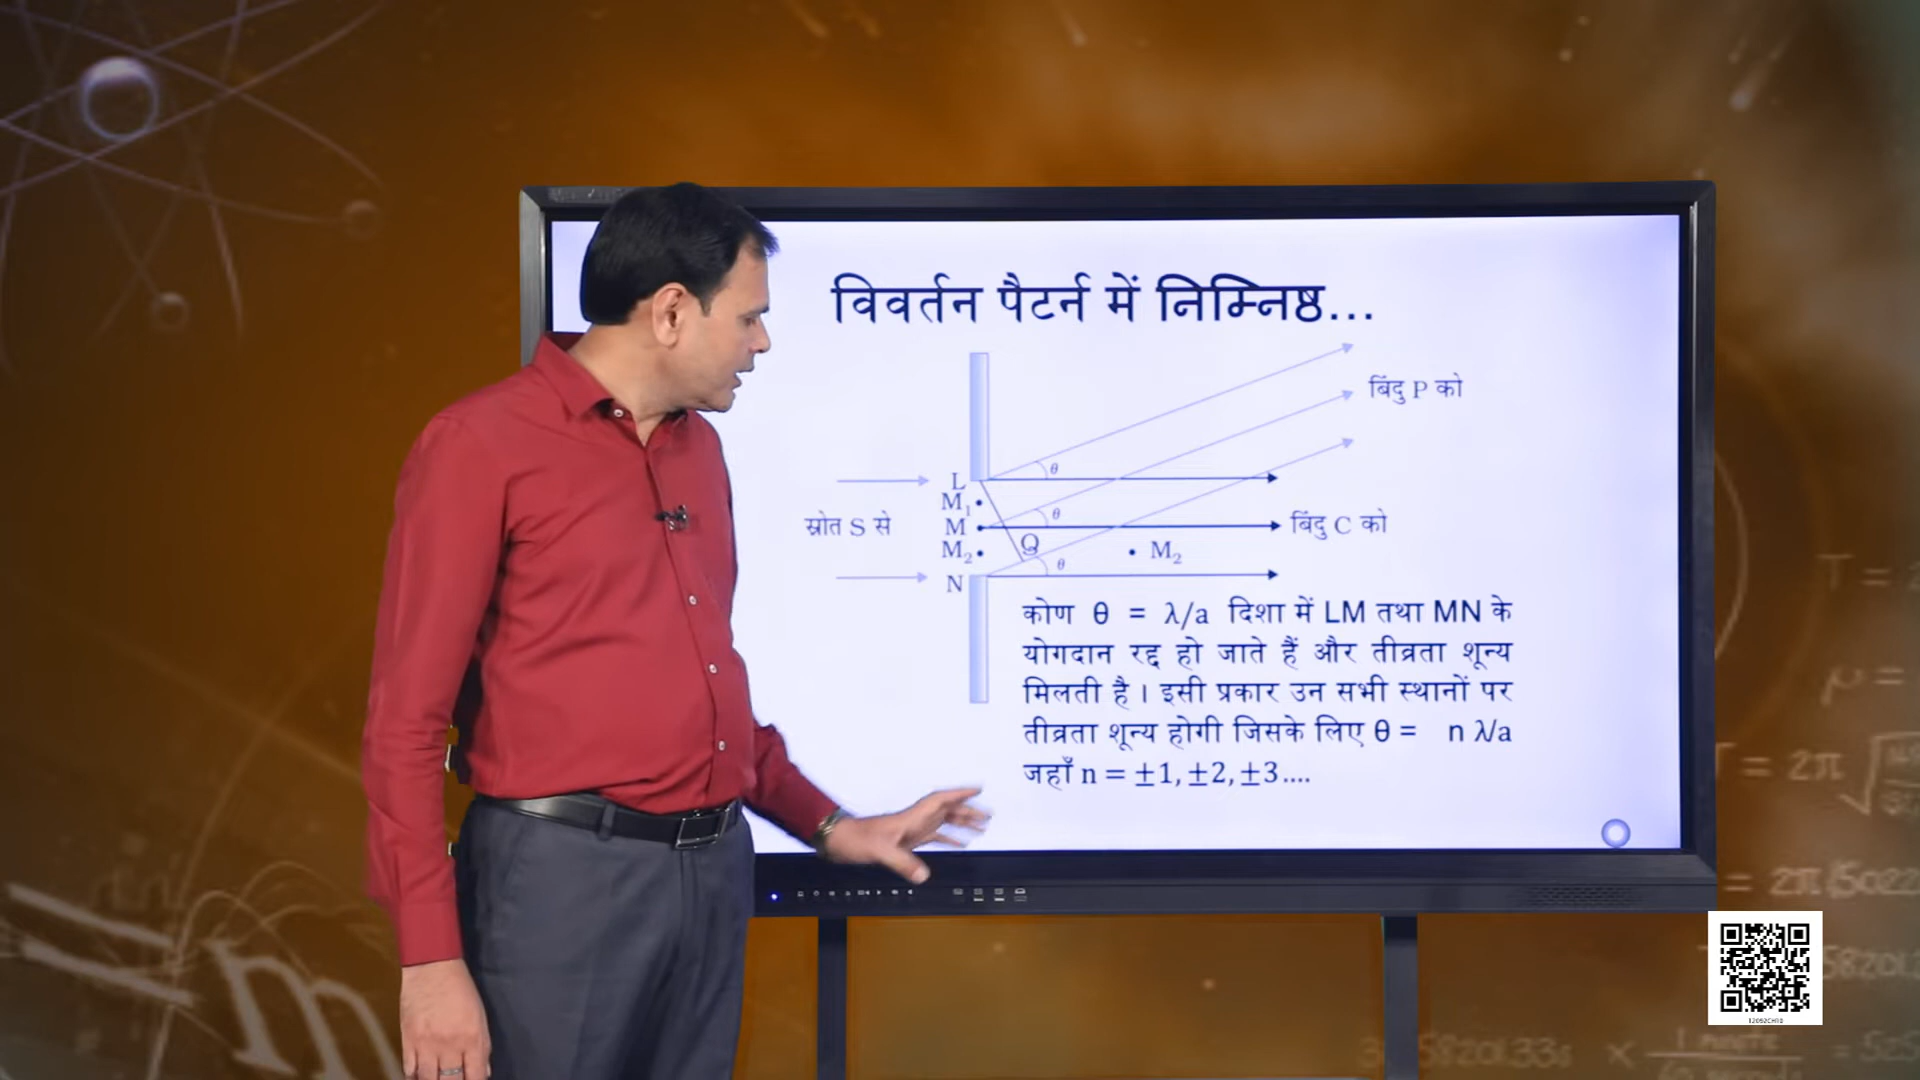 विवर्तन पैटर्न में निम्निष्ठ...
बिंदु P को
θ
L
M₁
θ
स्रोत S से
M
बिंदु C को
M₂
Q
M₂
θ
N
कोण θ = λ/a दिशा में LM तथा MN के
योगदान रद्द हो जाते हैं और तीव्रता शून्य
मिलती है। इसी प्रकार उन सभी स्थानों पर
तीव्रता शून्य होगी जिसके लिए θ = n λ/a
जहाँ n = ±1, ±2, ±3....
12092CH10